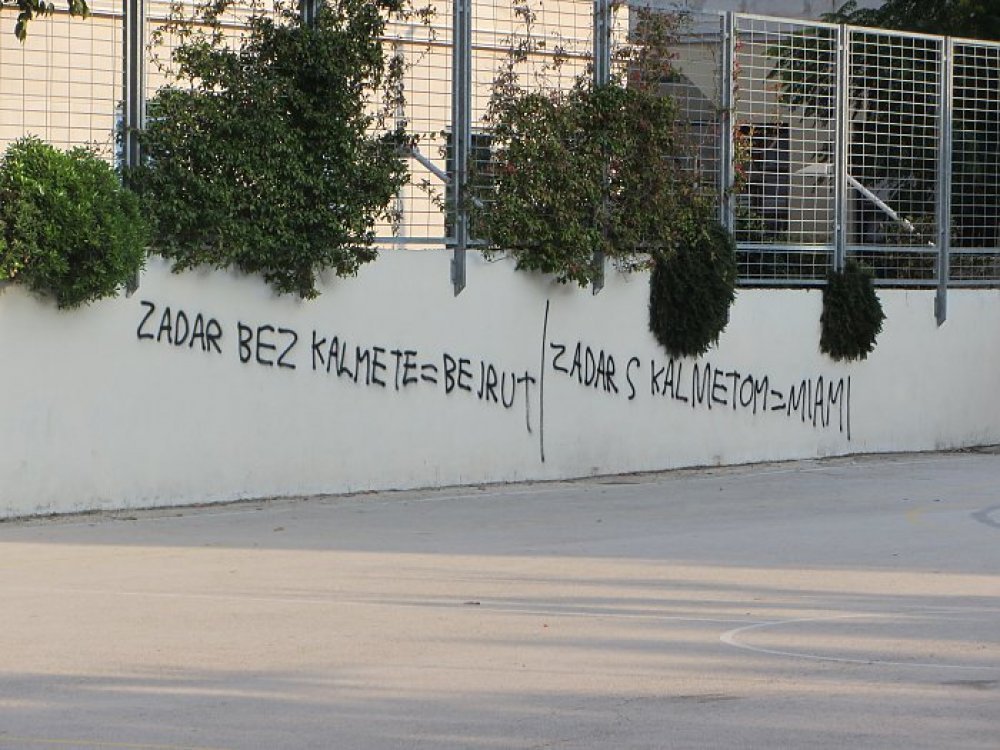 ZADAR BEZ KALMETE=BEJRUT/ZADAR S KALMETOM=MIAMI